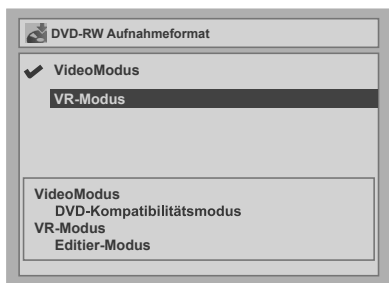 DVD-RW Aufnahmeformat
VideoModus
VR-Modus
VideoModus
DVD-Kompatibilitätsmodus
VR-Modus
Editier-Modus